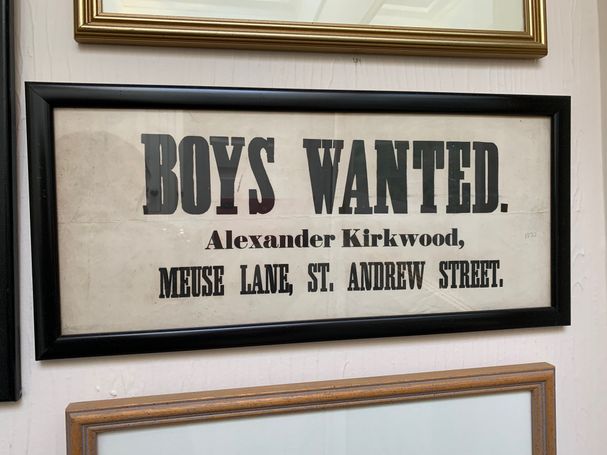 BOYS WANTED.
Alexander Kirkwood,
MEUSE LANE, ST. ANDREW STREET.